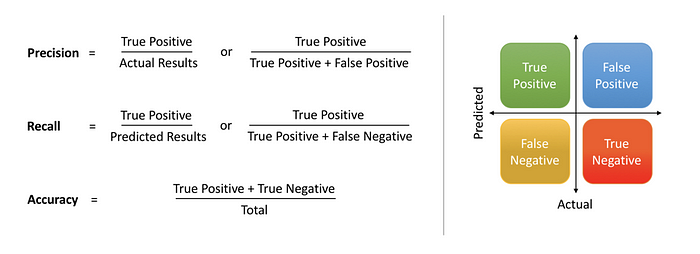 Precision = True Positive / Actual Results or True Positive / True Positive + False Positive
Recall = True Positive / Predicted Results or True Positive / True Positive + False Negative
Accuracy = True Positive + True Negative / Total
Predicted
True
Positive
False
Positive
False
Negative
True
Negative
Actual